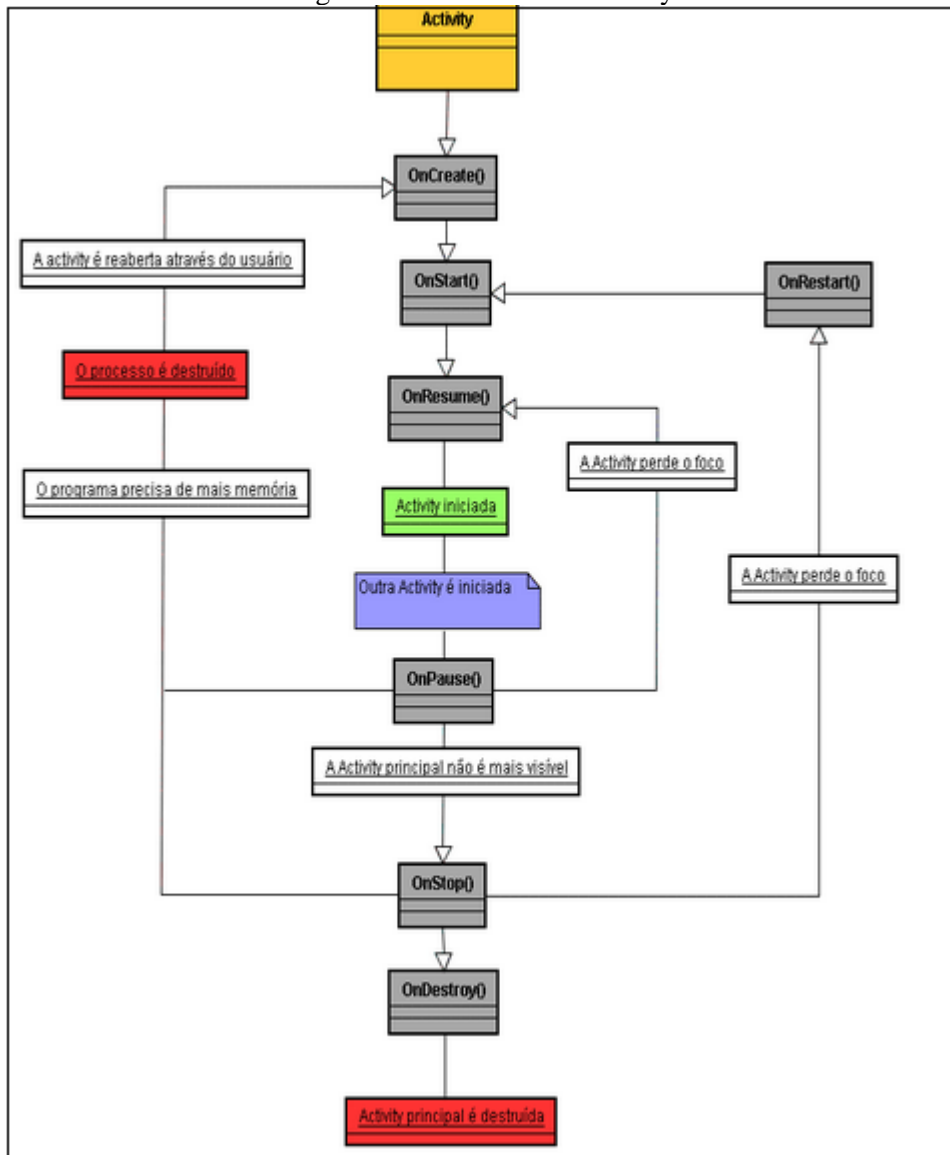 Activity
OnCreate()
A activity é reaberta através do usuário
OnStart()
OnRestart()
O processo é destruído
OnResume()
A Activity perde o foco
O programa precisa de mais memória
Activity iniciada
A Activity perde o foco
Outra Activity é iniciada
OnPause()
A Activity principal não é mais visível
OnStop()
OnDestroy()
Activity principal é destruída